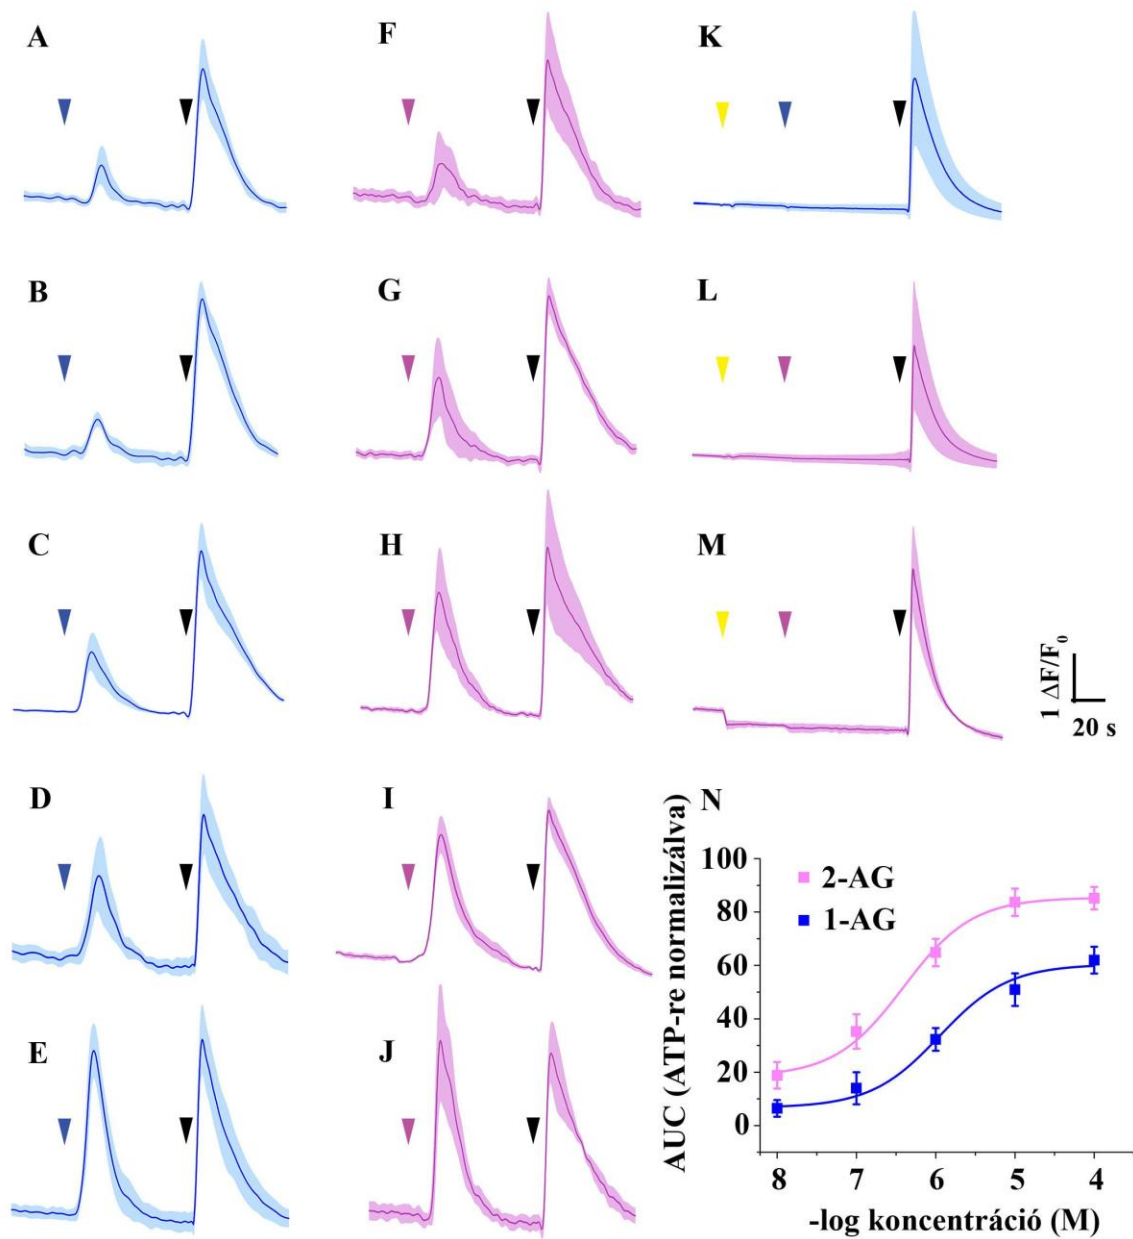 A
F
K
B
G
L
C
H
M
1 ΔF/F₀
20 s
D
I
N
E
J
AUC (ATP-re normalizálva)
100
80
60
40
20
0
2-AG
1-AG
8 7 6 5 4
-log koncentráció (M)